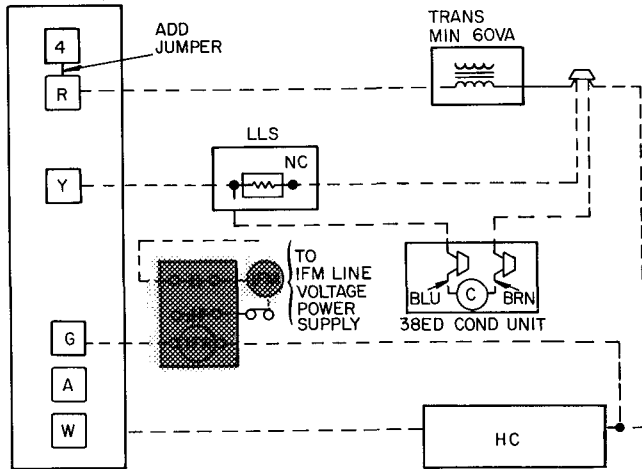 ADD
JUMPER
4
R
TRANS
MIN 60VA
LLS
NC
Y
TO
IFM LINE
VOLTAGE
POWER
SUPPLY
BLU
C
BRN
38ED COND UNIT
G
A
W
HC